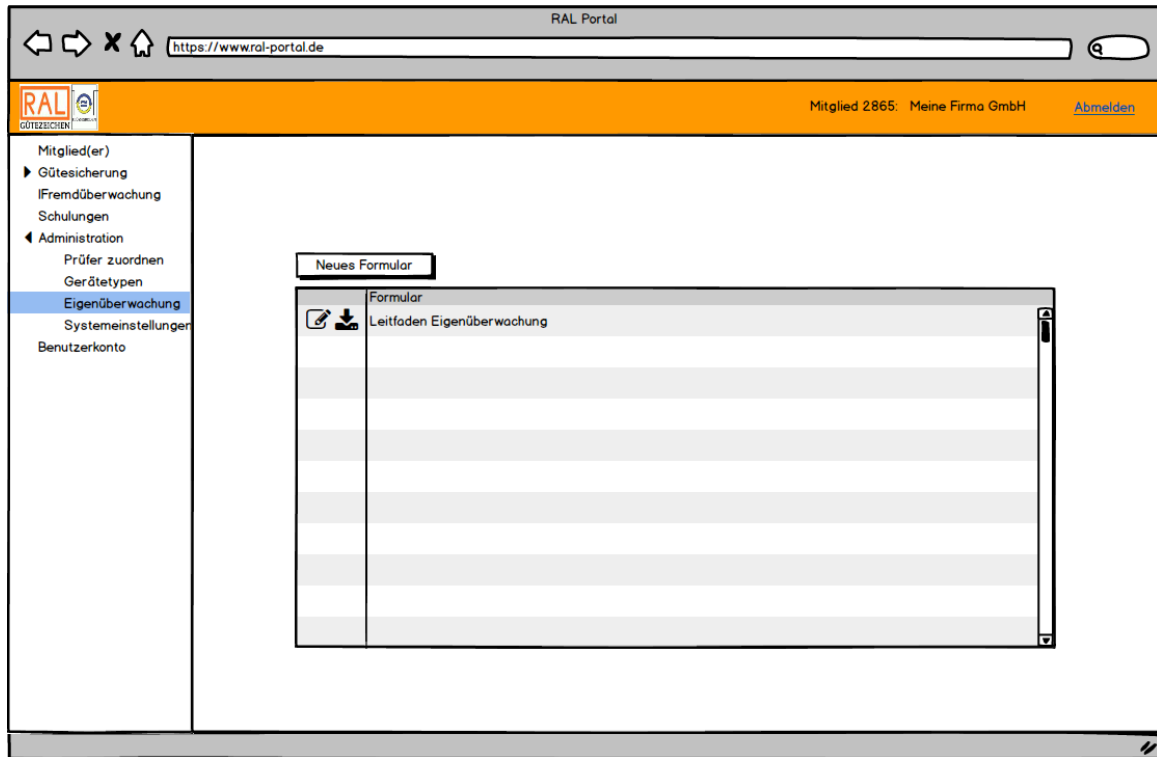 RAL Portal
https://www.ral-portal.de
RAL
GÜTEZEICHEN
Mitglied 2865: Meine Firma GmbH
Abmelden
Mitglied(er)
Gütesicherung
lFremdüberwachung
Schulungen
Administration
Prüfer zuordnen
Gerätetypen
Eigenüberwachung
Systemeinstellungen
Benutzerkonto
Neues Formular
Formular
Leitfaden Eigenüberwachung